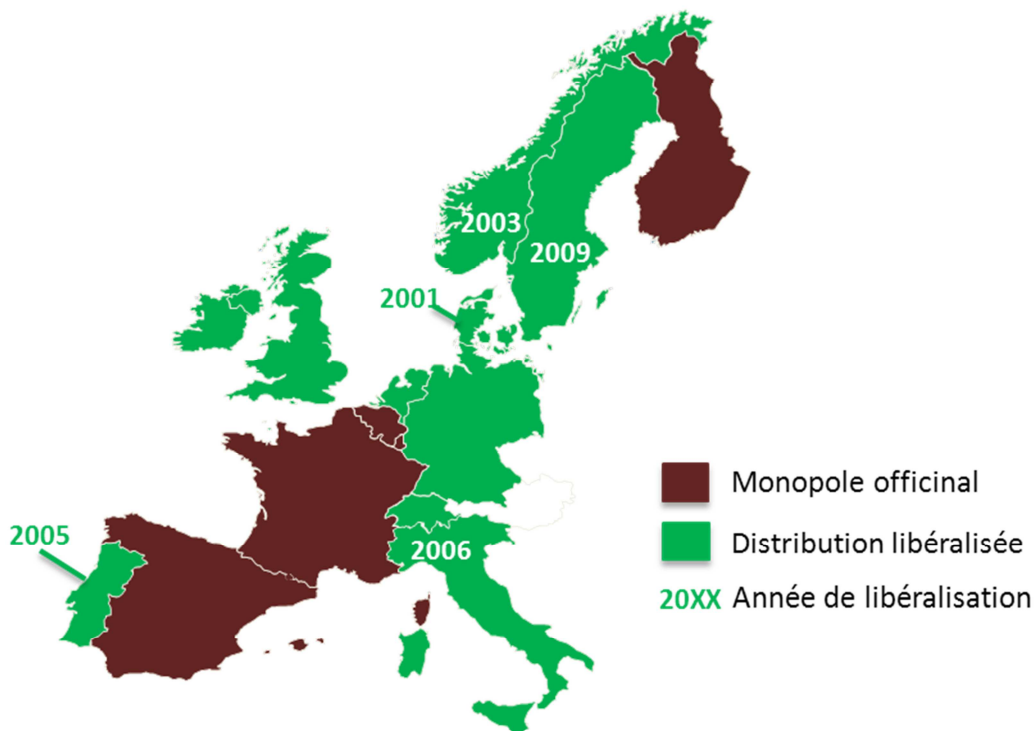 2003
2009
2001
2005
2006
Monopole officinal
Distribution libéralisée
20XX Année de libéralisation